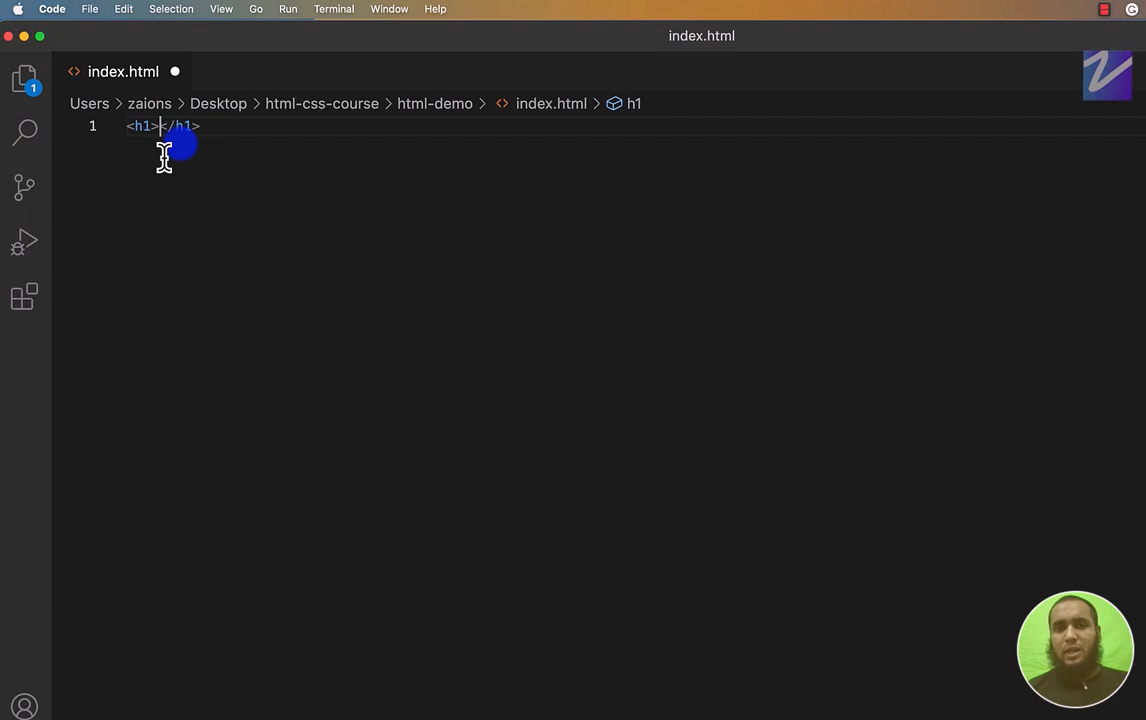 Code File Edit Selection View Go Run Terminal Window Help
index.html
index.html
Users > zaions > Desktop > html-css-course > html-demo > <> index.html > h1
1 <h1></h1>
1